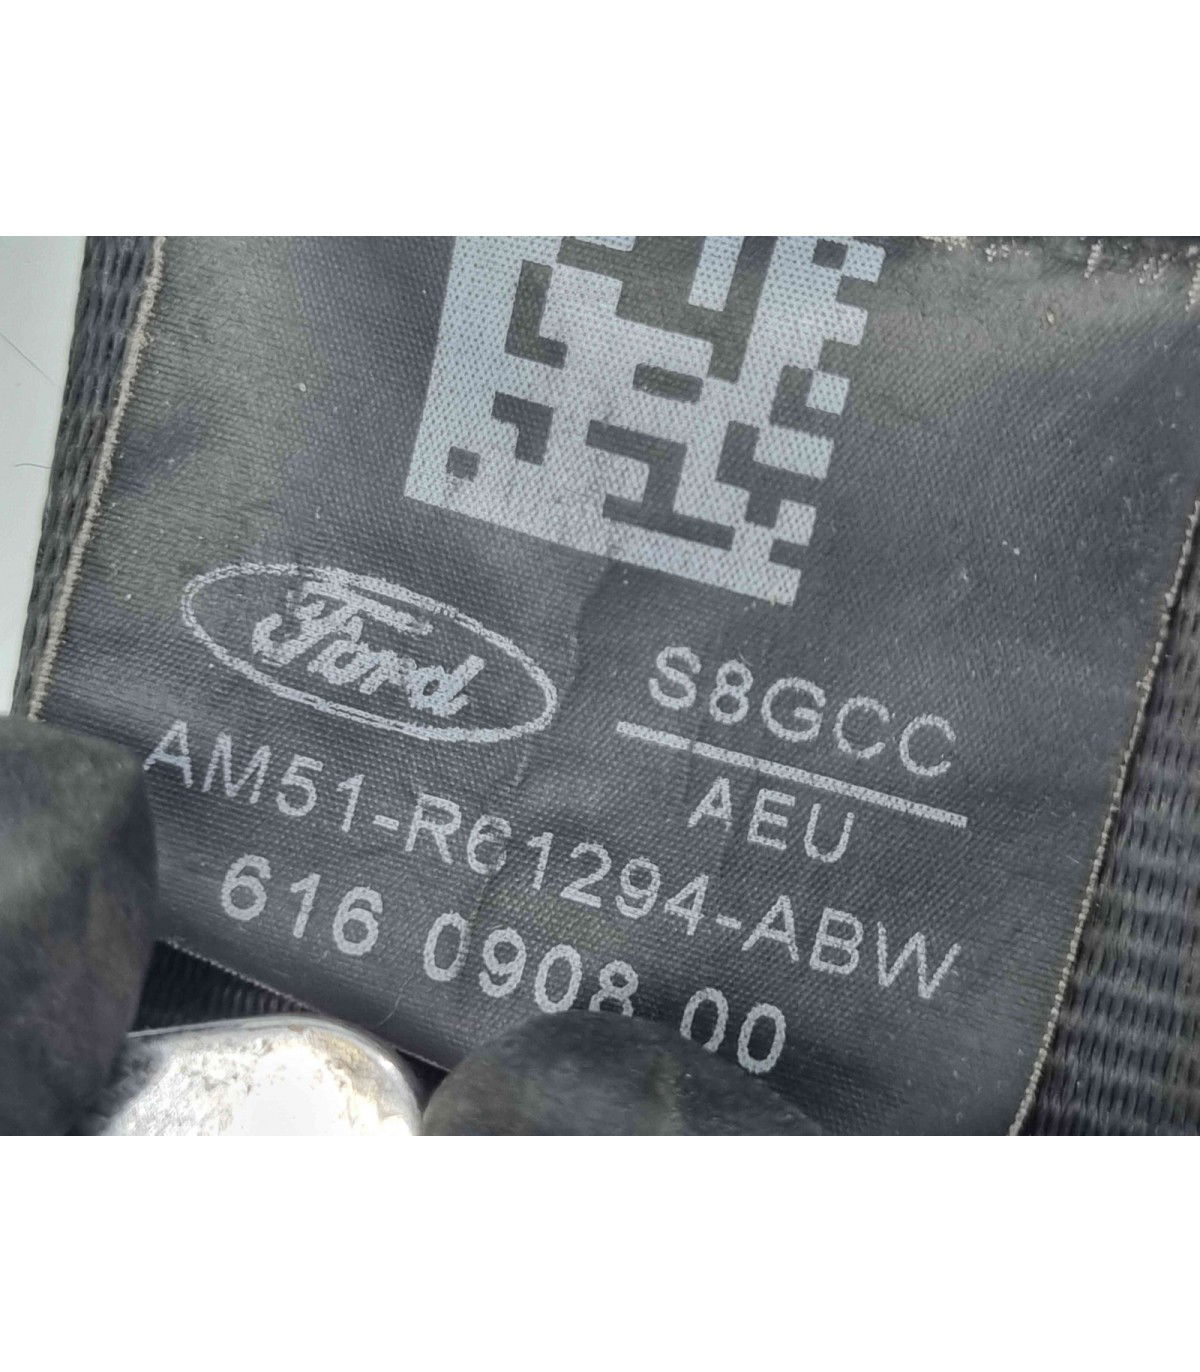 Ford
S8GCC
AEU
AM51-R61294-ABW
616 0908 00